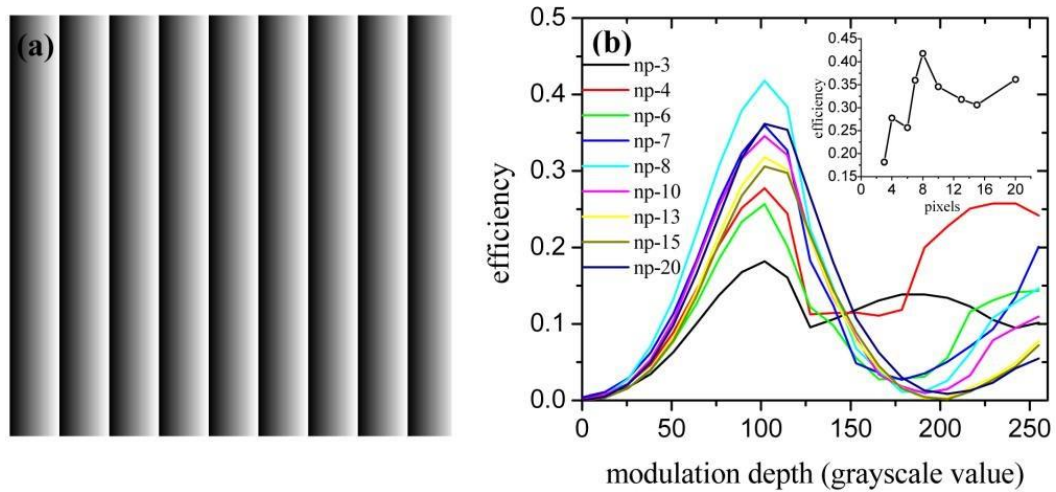 (a)
(b)
0.5
0.4
0.3
0.2
0.1
0.0
efficiency
np-3
np-4
np-6
np-7
np-8
np-10
np-13
np-15
np-20
0.45
0.40
0.35
0.30
0.25
0.20
0.15
efficiency
0 4 8 12 16 20
pixels
0 50 100 150 200 250
modulation depth (grayscale value)